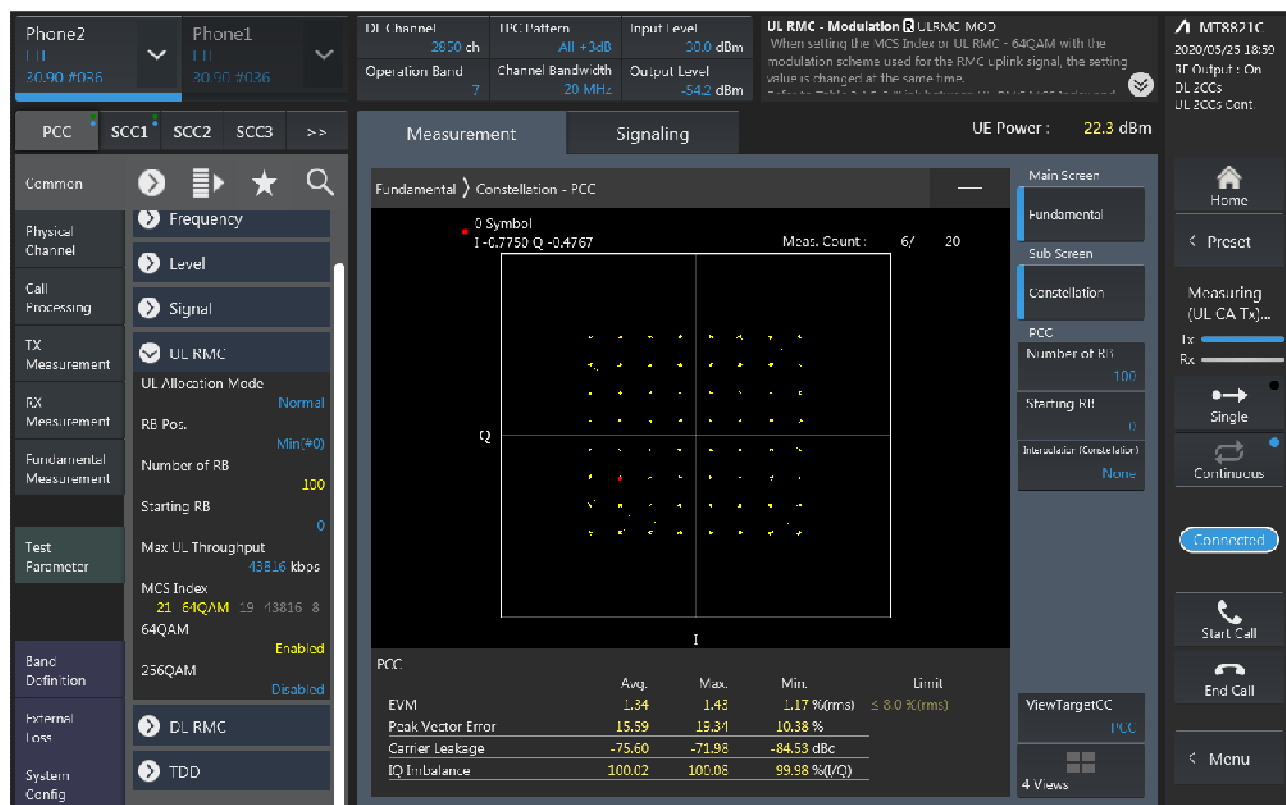 Phone2
LTE
30.90 #036
Phone1
LTE
30.90 #036
DL Channel
2850 ch
Operation Band
7
TPC Pattern
All +3dB
Channel Bandwidth
20 MHz
Input Level
30.0 dBm
Output Level
-54.2 dBm
UL RMC - Modulation ULRMC_MOD
When setting the MCS Index or UL RMC - 64QAM with the
modulation scheme used for the RMC uplink signal, the setting
value is changed at the same time.
MT8821C
2020/05/25 18:59
RF Output : On
DL 2CCs
UL 2CCs Cont.
PCC
SCC1
SCC2
SCC3
>>
Measurement
Signaling
UE Power : 22.3 dBm
Common
Physical
Channel
Call
Processing
TX
Measurement
RX
Measurement
Fundamental
Measurement
Test
Parameter
Band
Definition
External
Loss
System
Config
Frequency
Level
Signal
UL RMC
UL Allocation Mode
Normal
RB Pos.
Min(#0)
Number of RB
100
Starting RB
0
Max UL Throughput
43816 kbps
MCS Index
21 64QAM 19 43816 8
64QAM
Enabled
256QAM
Disabled
DL RMC
TDD
Fundamental ❭ Constellation - PCC
0 Symbol
I -0.7750 Q -0.4767
Meas. Count : 6/ 20
Q
I
PCC
Avg. Max. Min. Limit
EVM 1.34 1.43 1.17 %(rms) ≤ 8.0 %(rms)
Peak Vector Error 15.59 19.34 10.38 %
Carrier Leakage -75.60 -71.98 -84.53 dBc
IQ Imbalance 100.02 100.08 99.98 %(I/Q)
Main Screen
Fundamental
Sub Screen
Constellation
PCC
Number of RB
100
Starting RB
0
Interpolation (Constellation)
None
ViewTargetCC
PCC
4 Views
Home
< Preset
Measuring
(UL CA Tx)...
Tx
Rx
Single
Continuous
Connected
Start Call
End Call
< Menu